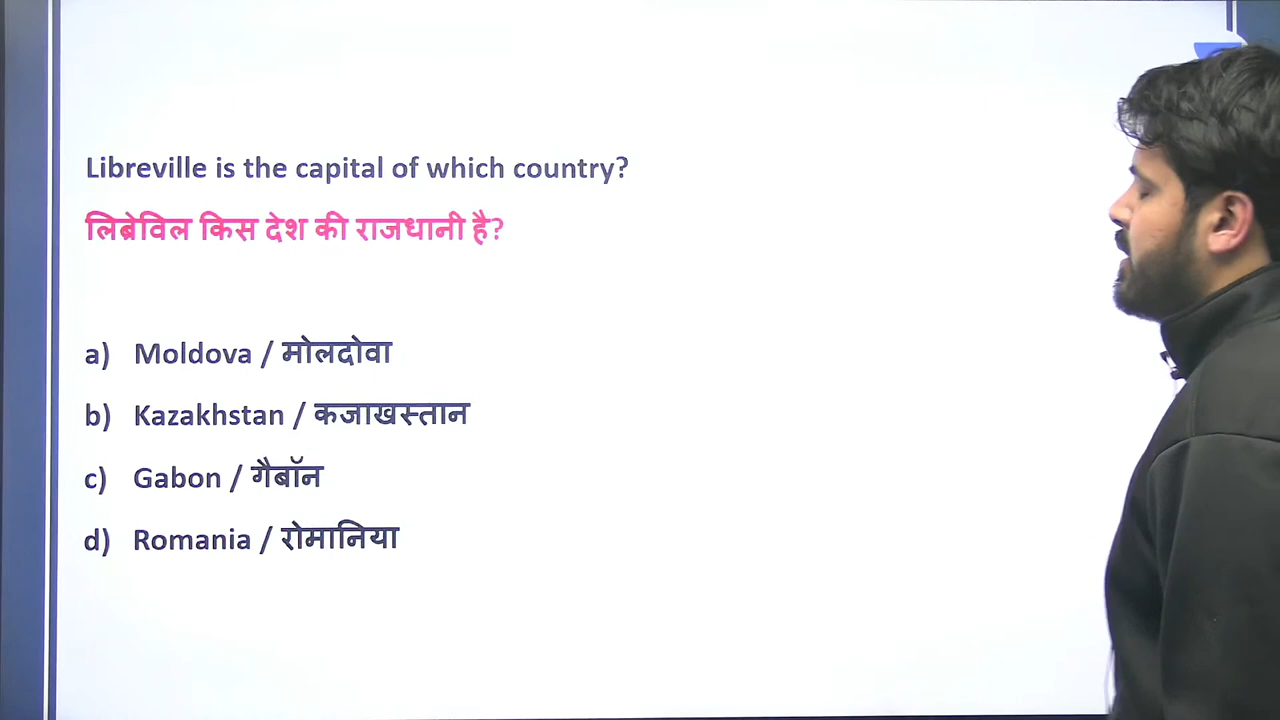 Libreville is the capital of which country?
लिब्रेविल किस देश की राजधानी है?
a) Moldova / मोलदोवा
b) Kazakhstan / कजाखस्तान
c) Gabon / गैबॉन
d) Romania / रोमानिया